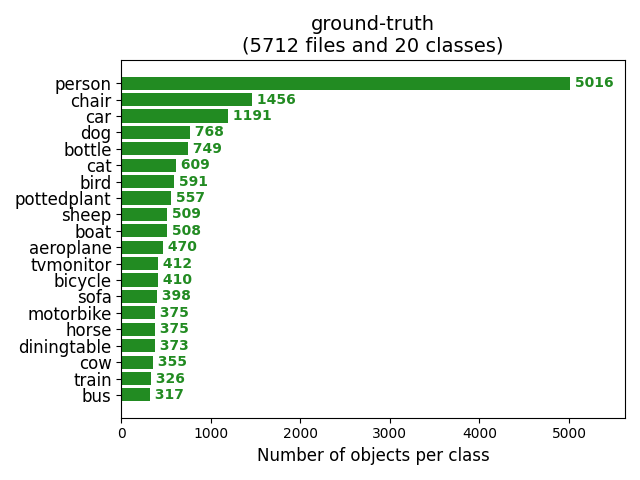 ground-truth
(5712 files and 20 classes)
person 5016
chair 1456
car 1191
dog 768
bottle 749
cat 609
bird 591
pottedplant 557
sheep 509
boat 508
aeroplane 470
tvmonitor 412
bicycle 410
sofa 398
motorbike 375
horse 375
diningtable 373
cow 355
train 326
bus 317
0 1000 2000 3000 4000 5000
Number of objects per class